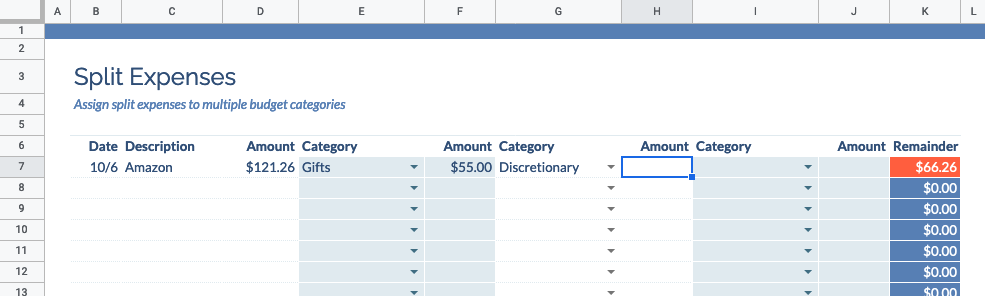 A B C D E F G H I J K L
1
2
3 Split Expenses
4 Assign split expenses to multiple budget categories
5
6 Date Description Amount Category Amount Category Amount Category Amount Remainder
7 10/6 Amazon $121.26 Gifts $55.00 Discretionary $66.26
8 $0.00
9 $0.00
10 $0.00
11 $0.00
12 $0.00
13 $0.00